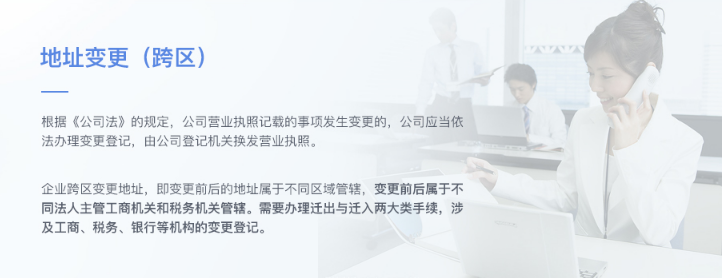 地址变更（跨区）
根据《公司法》的规定，公司营业执照记载的事项发生变更的，公司应当依
法办理变更登记，由公司登记机关换发营业执照。
企业跨区变更地址，即变更前后的地址属于不同区域管辖，变更前后属于不
同法人主管工商机关和税务机关管辖。需要办理迁出与迁入两大类手续，涉
及工商、税务、银行等机构的变更登记。